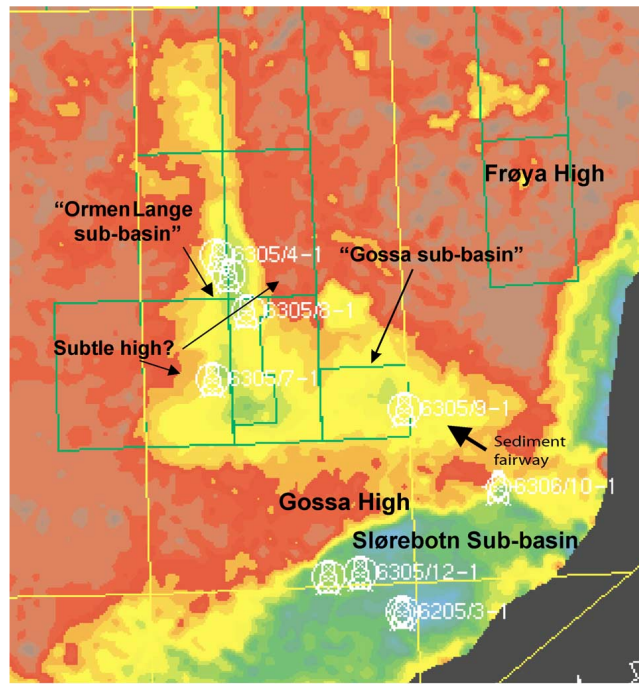 Frøya High
“Ormen Lange
sub-basin”
“Gossa sub-basin”
6305/4-1
6305/8-1
Subtle high?
6305/7-1
6305/9-1
Sediment
fairway
6306/10-1
Gossa High
Slørebotn Sub-basin
6305/12-1
6205/3-1